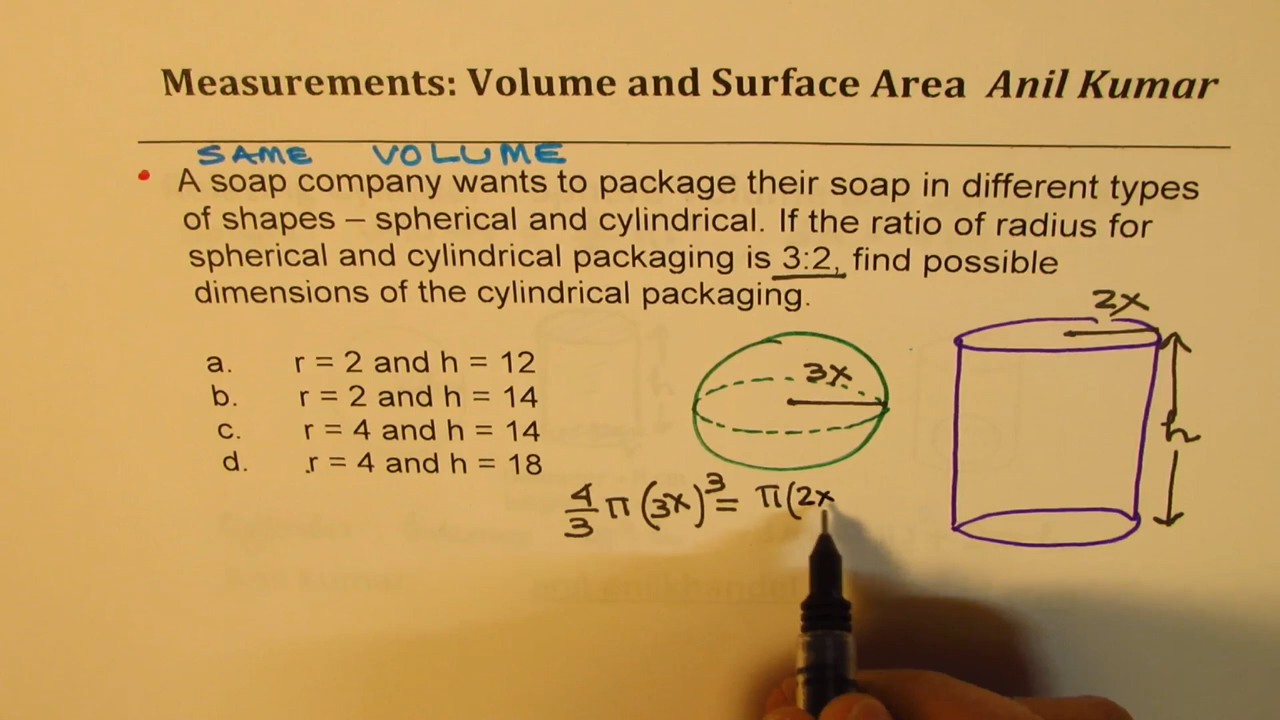 Measurements: Volume and Surface Area Anil Kumar
SAME VOLUME
• A soap company wants to package their soap in different types
of shapes – spherical and cylindrical. If the ratio of radius for
spherical and cylindrical packaging is 3:2, find possible
dimensions of the cylindrical packaging.
a. r = 2 and h = 12
b. r = 2 and h = 14
c. r = 4 and h = 14
d. r = 4 and h = 18
2x
3x
h
4/3 π (3x)³ = π(2x